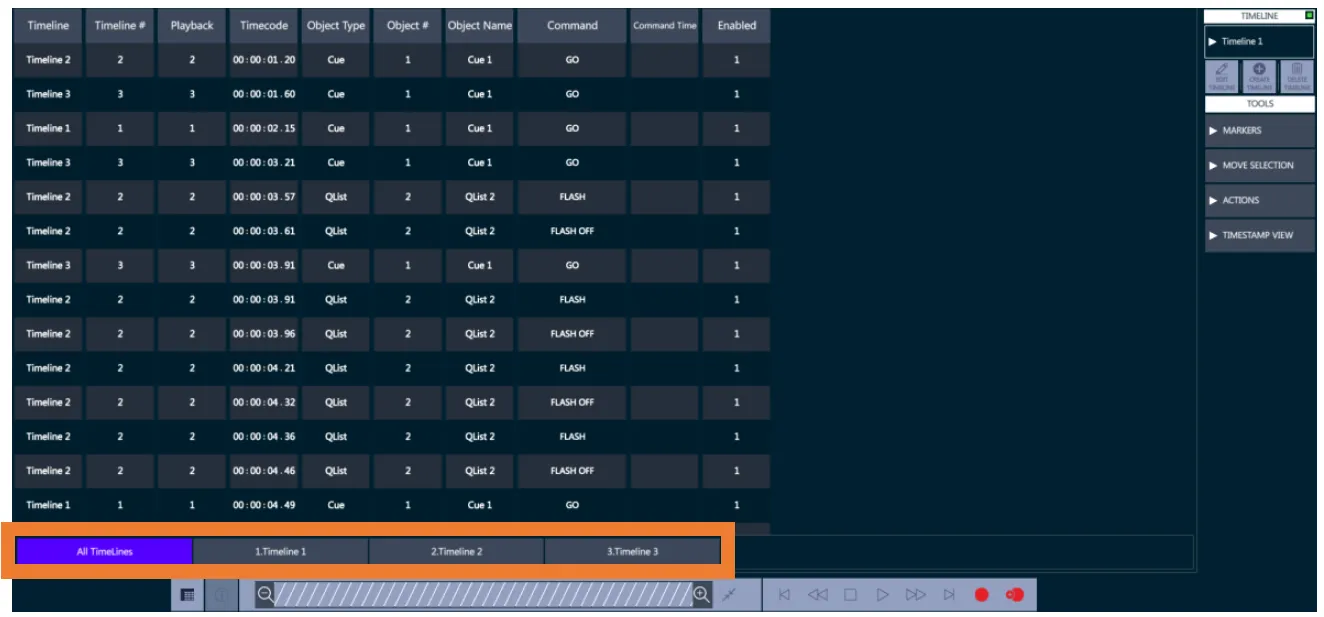 Timeline Timeline # Playback Timecode Object Type Object # Object Name Command Command Time Enabled
Timeline 2 2 2 00:00:01.20 Cue 1 Cue 1 GO 1
Timeline 3 3 3 00:00:01.60 Cue 1 Cue 1 GO 1
Timeline 1 1 1 00:00:02.15 Cue 1 Cue 1 GO 1
Timeline 3 3 3 00:00:03.21 Cue 1 Cue 1 GO 1
Timeline 2 2 2 00:00:03.57 QList 2 QList 2 FLASH 1
Timeline 2 2 2 00:00:03.61 QList 2 QList 2 FLASH OFF 1
Timeline 3 3 3 00:00:03.91 Cue 1 Cue 1 GO 1
Timeline 2 2 2 00:00:03.91 QList 2 QList 2 FLASH 1
Timeline 2 2 2 00:00:03.96 QList 2 QList 2 FLASH OFF 1
Timeline 2 2 2 00:00:04.21 QList 2 QList 2 FLASH 1
Timeline 2 2 2 00:00:04.32 QList 2 QList 2 FLASH OFF 1
Timeline 2 2 2 00:00:04.36 QList 2 QList 2 FLASH 1
Timeline 2 2 2 00:00:04.46 QList 2 QList 2 FLASH OFF 1
Timeline 1 1 1 00:00:04.49 Cue 1 Cue 1 GO 1
All TimeLines 1.Timeline 1 2.Timeline 2 3.Timeline 3
TIMELINE
Timeline 1
EDIT TIMELINE
CREATE TIMELINE
DELETE TIMELINE
TOOLS
MARKERS
MOVE SELECTION
ACTIONS
TIMESTAMP VIEW